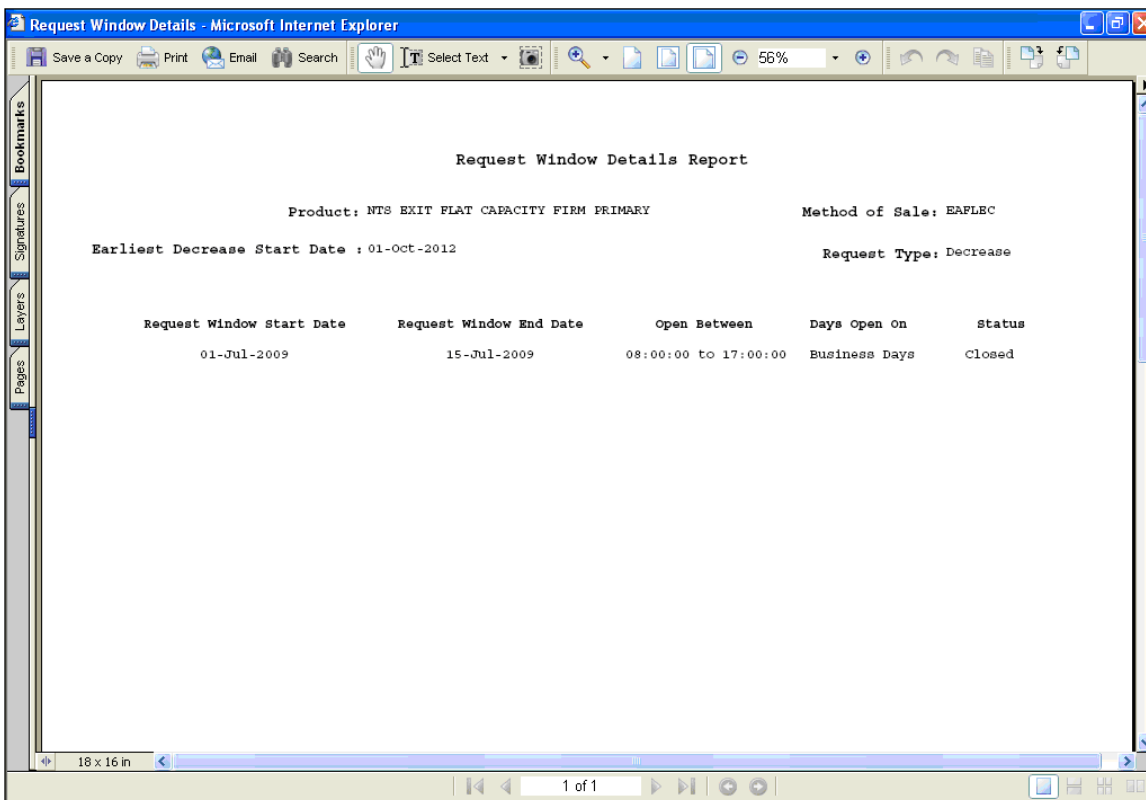 Request Window Details - Microsoft Internet Explorer
Save a Copy Print Email Search Select Text 56%
Bookmarks
Signatures
Layers
Pages
Request Window Details Report
Product: NTS EXIT FLAT CAPACITY FIRM PRIMARY Method of Sale: EAFLEC
Earliest Decrease Start Date : 01-Oct-2012 Request Type: Decrease
Request Window Start Date Request Window End Date Open Between Days Open On Status
01-Jul-2009 15-Jul-2009 08:00:00 to 17:00:00 Business Days Closed
18 x 16 in
1 of 1